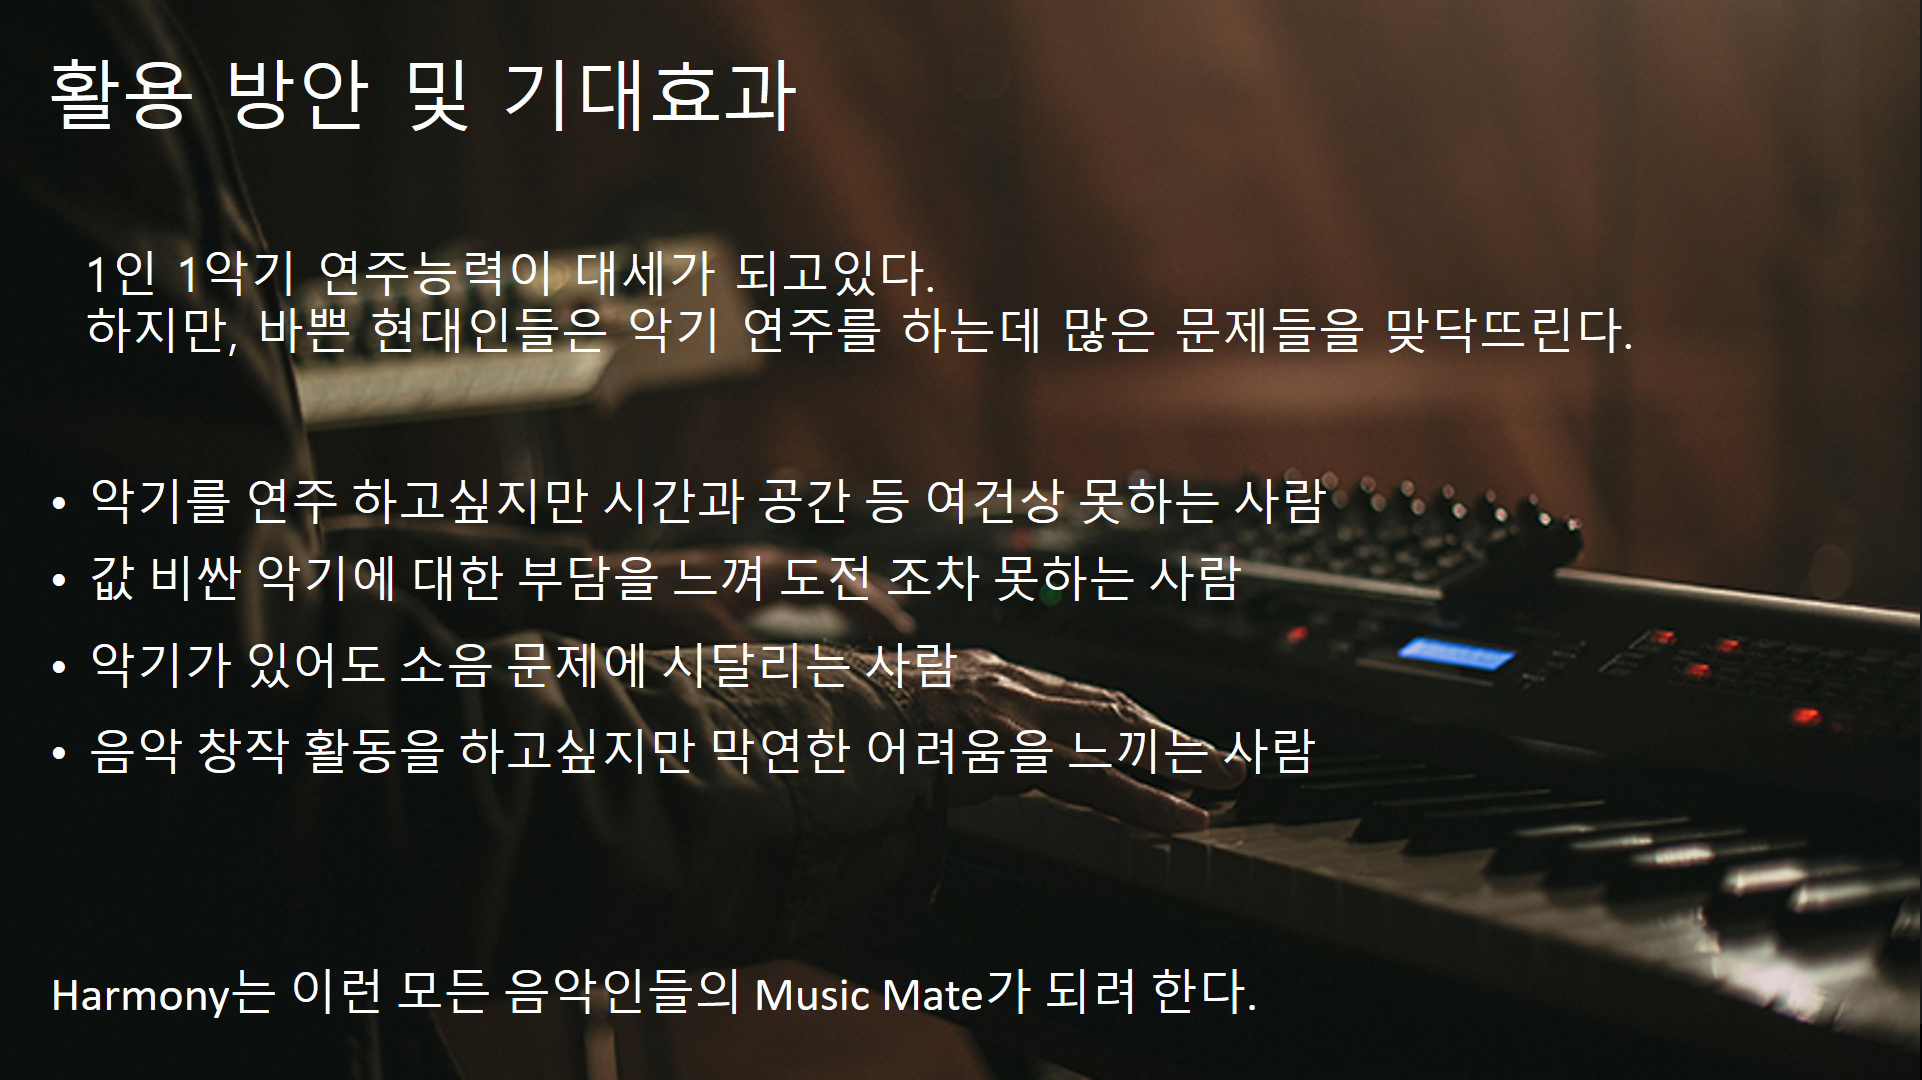 활용 방안 및 기대효과
1인 1악기 연주능력이 대세가 되고있다.
하지만, 바쁜 현대인들은 악기 연주를 하는데 많은 문제들을 맞닥뜨린다.
• 악기를 연주 하고싶지만 시간과 공간 등 여건상 못하는 사람
• 값 비싼 악기에 대한 부담을 느껴 도전 조차 못하는 사람
• 악기가 있어도 소음 문제에 시달리는 사람
• 음악 창작 활동을 하고싶지만 막연한 어려움을 느끼는 사람
Harmony는 이런 모든 음악인들의 Music Mate가 되려 한다.